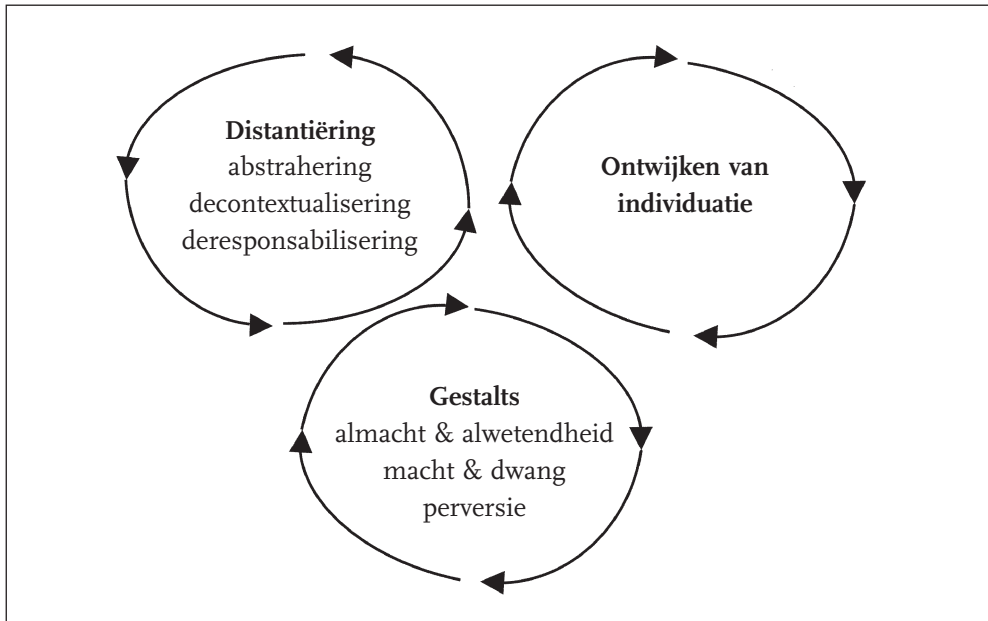 Distantiëring
abstrahering
decontextualisering
deresponsabilisering
Ontwijken van
individuatie
Gestalts
almacht & alwetendheid
macht & dwang
perversie